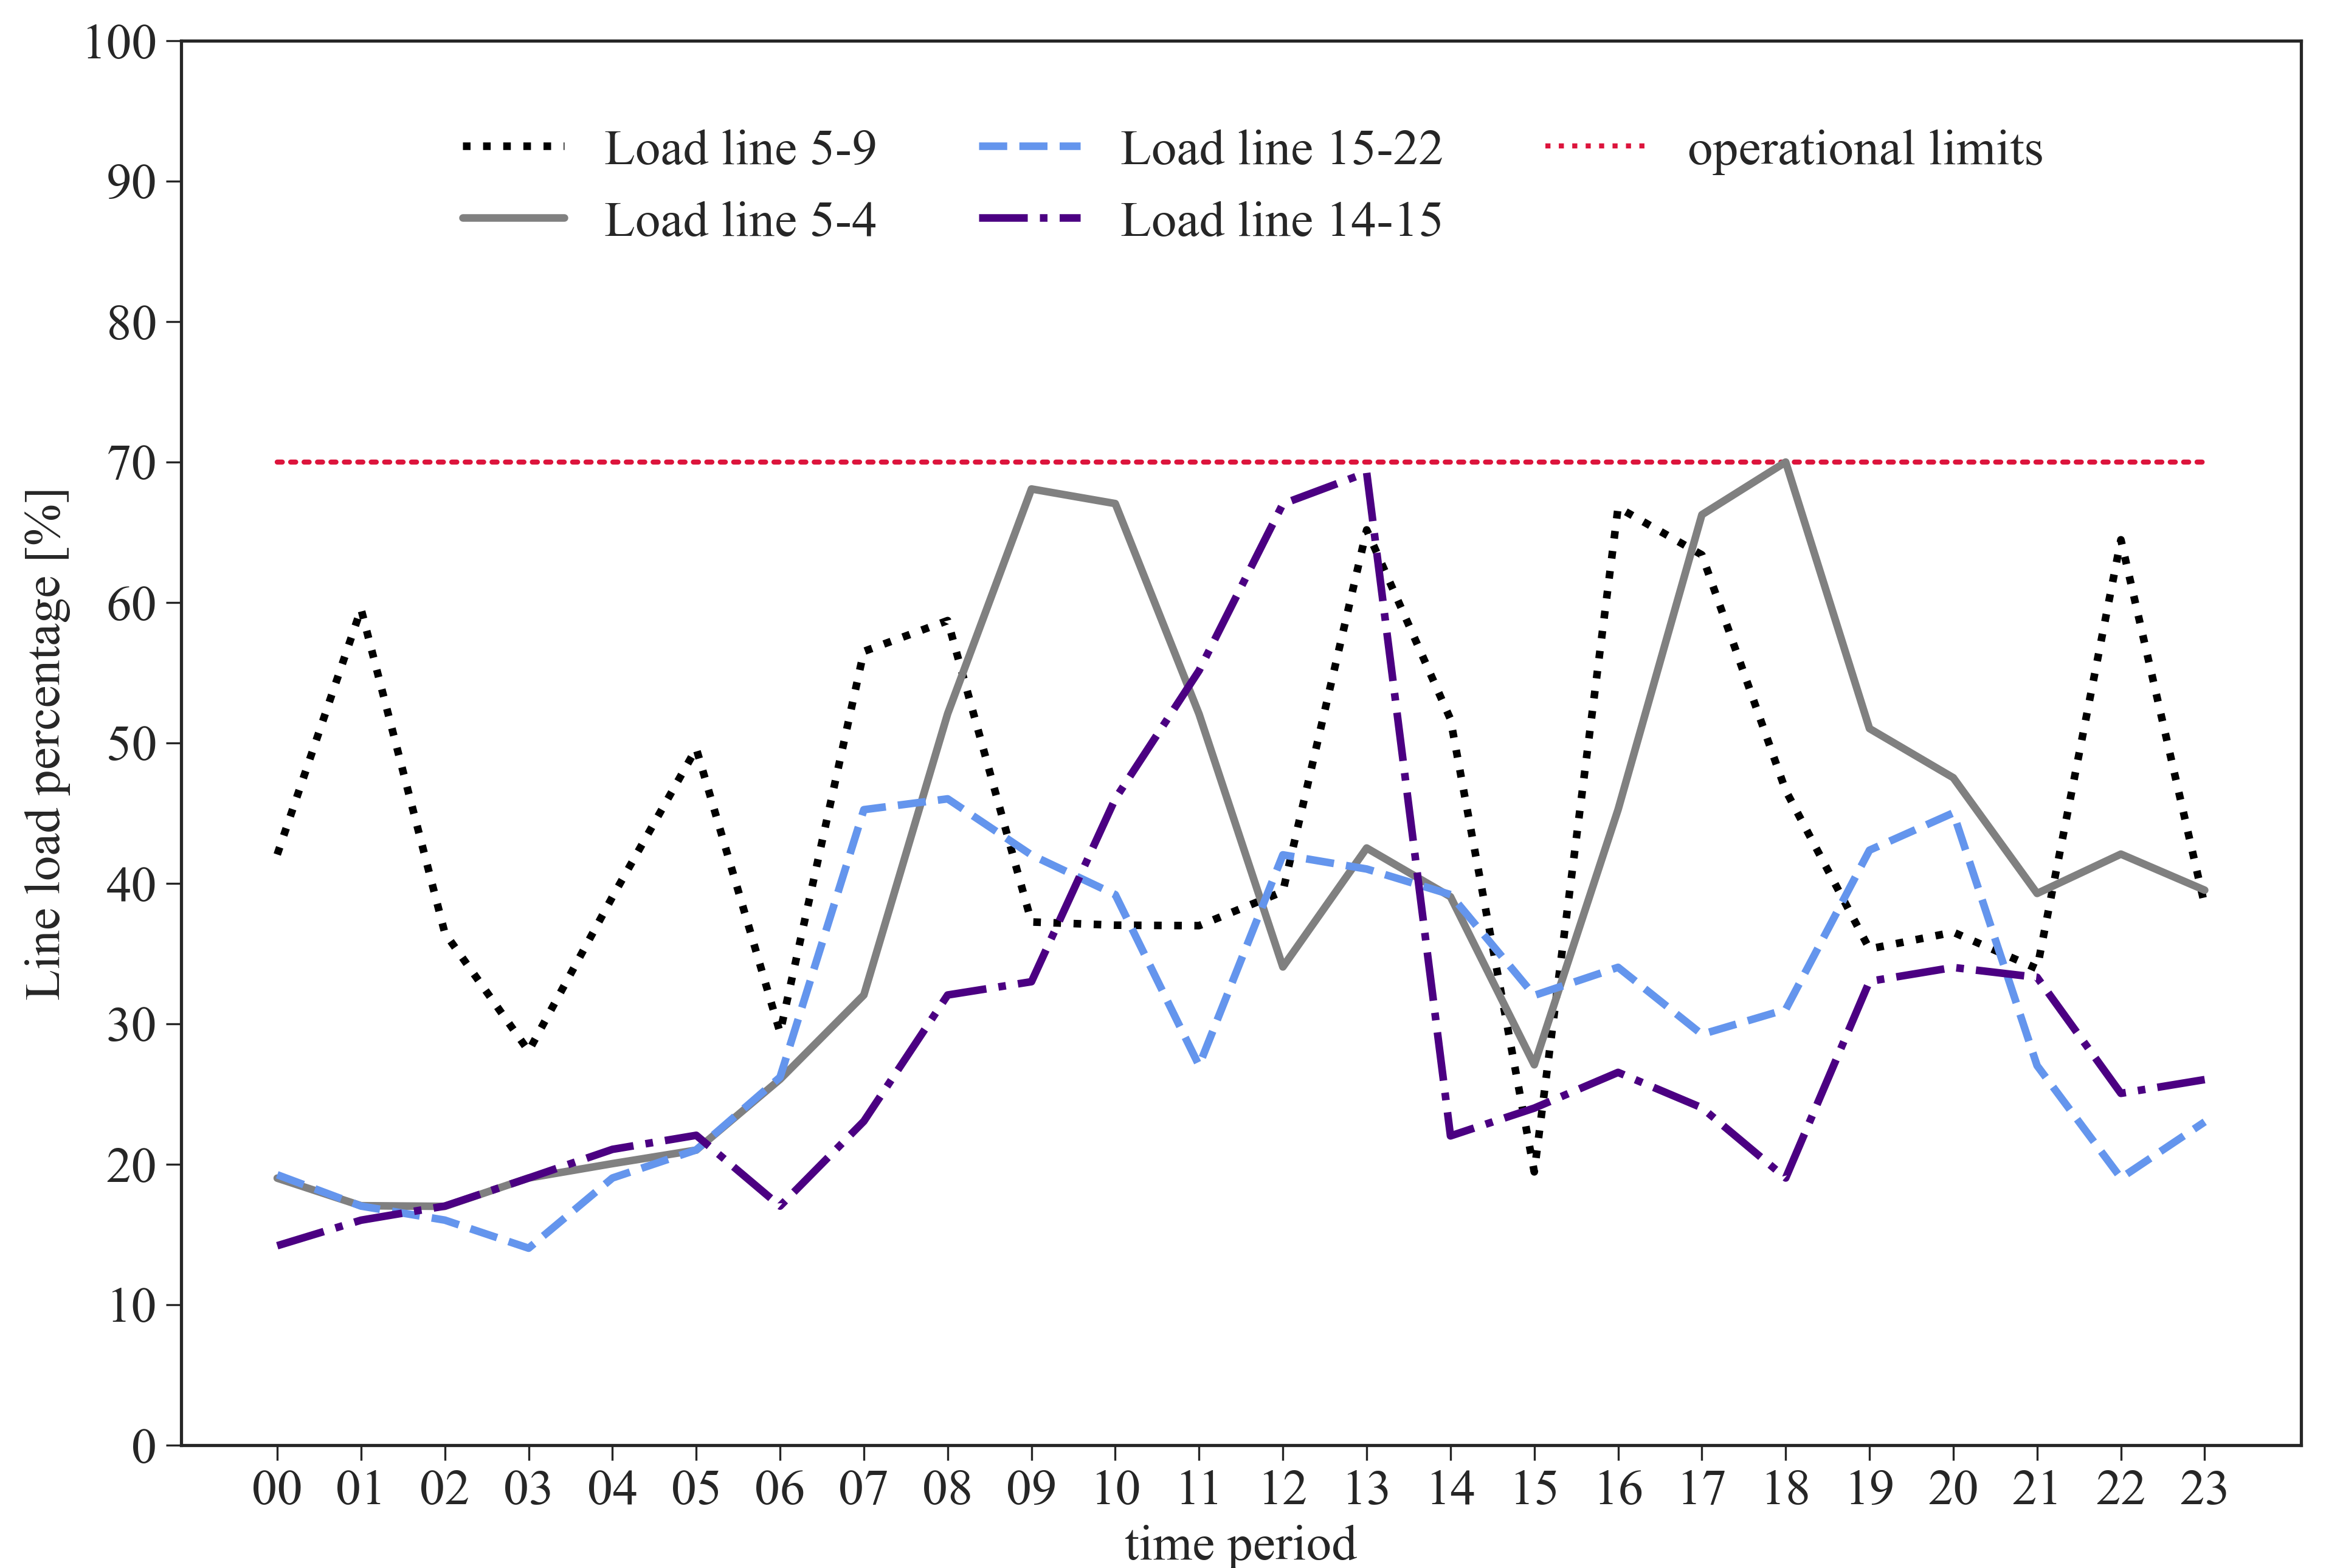 100
90
80
70
60
50
40
30
20
10
0
Line load percentage [%]
Load line 5-9
Load line 5-4
Load line 15-22
Load line 14-15
operational limits
00 01 02 03 04 05 06 07 08 09 10 11 12 13 14 15 16 17 18 19 20 21 22 23
time period